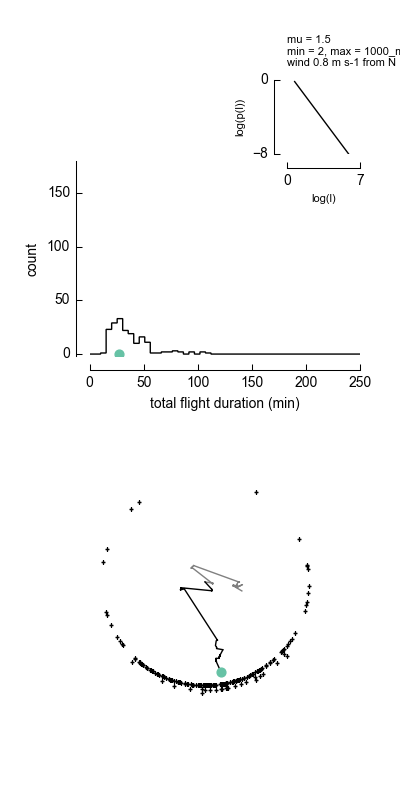 mu = 1.5
min = 2, max = 1000_m
wind 0.8 m s-1 from N
0
log(p(l))
−8
0 7
log(l)
150
100
count
50
0
0 50 100 150 200 250
total flight duration (min)